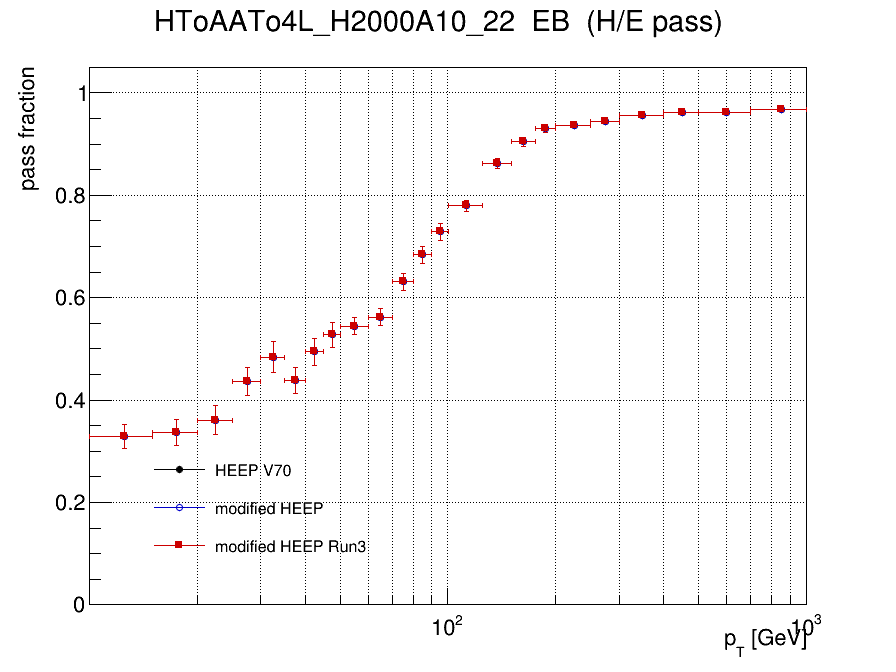 HToAATo4L_H2000A10_22 EB (H/E pass)
pass fraction
1
0.8
0.6
0.4
0.2
0
HEEP V70
modified HEEP
modified HEEP Run3
10²
10³
p_T [GeV]